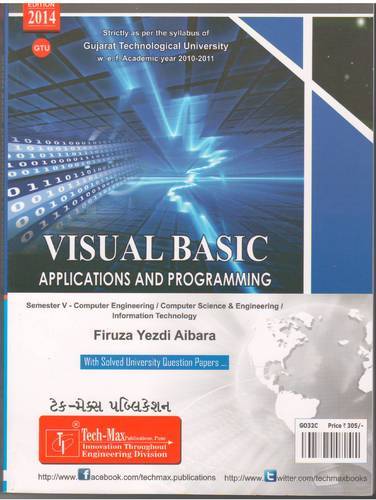 EDITION
2014
GTU
Strictly as per the syllabus of
Gujarat Technological University
w. e. f. Academic year 2010-2011
VISUAL BASIC
APPLICATIONS AND PROGRAMMING
Semester V - Computer Engineering / Computer Science & Engineering /
Information Technology
Firuza Yezdi Aibara
With Solved University Question Papers ...
ટેક-મેક્સ પબ્લિકેશન
Tech-Max Publications, Pune
Innovation Throughout
Engineering Division
GO32C Price ₹ 305/-
http://www.facebook.com/techmax.publications http://www.twitter.com/techmaxbooks